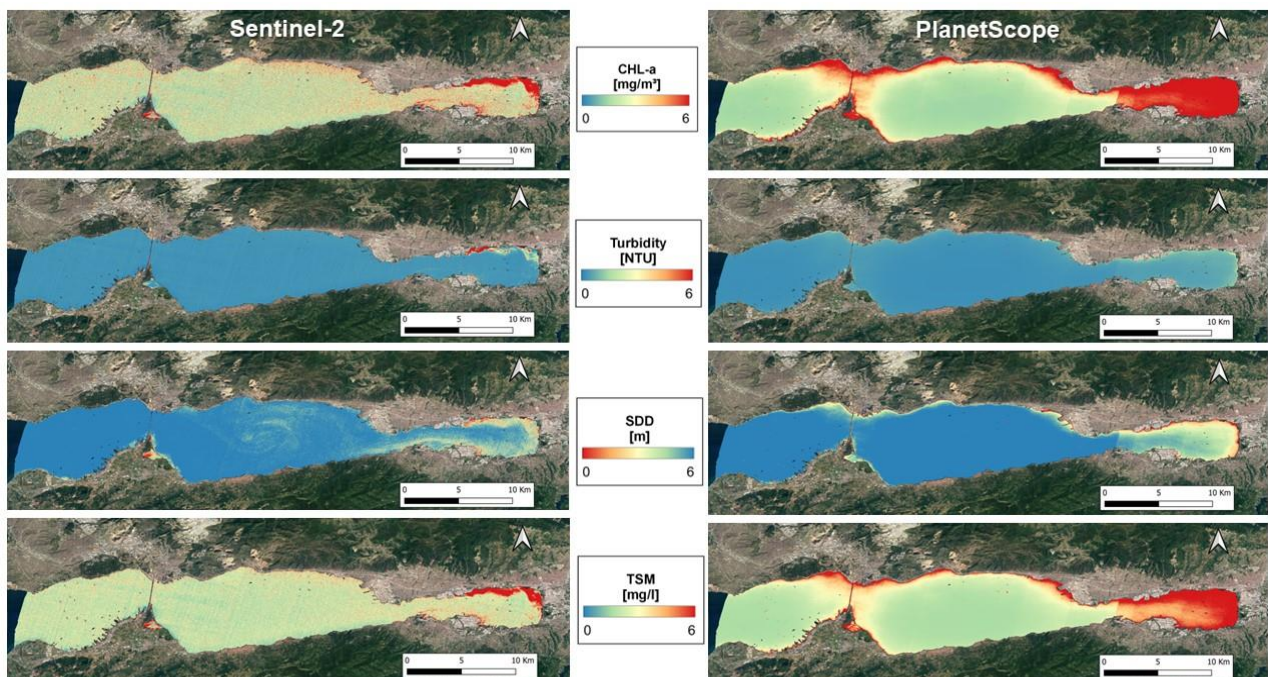 Sentinel-2
PlanetScope
CHL-a
[mg/m³]
0 6
0 5 10 Km
0 5 10 Km
Turbidity
[NTU]
0 6
0 5 10 Km
0 5 10 Km
SDD
[m]
0 6
0 5 10 Km
0 5 10 Km
TSM
[mg/l]
0 6
0 5 10 Km
0 5 10 Km